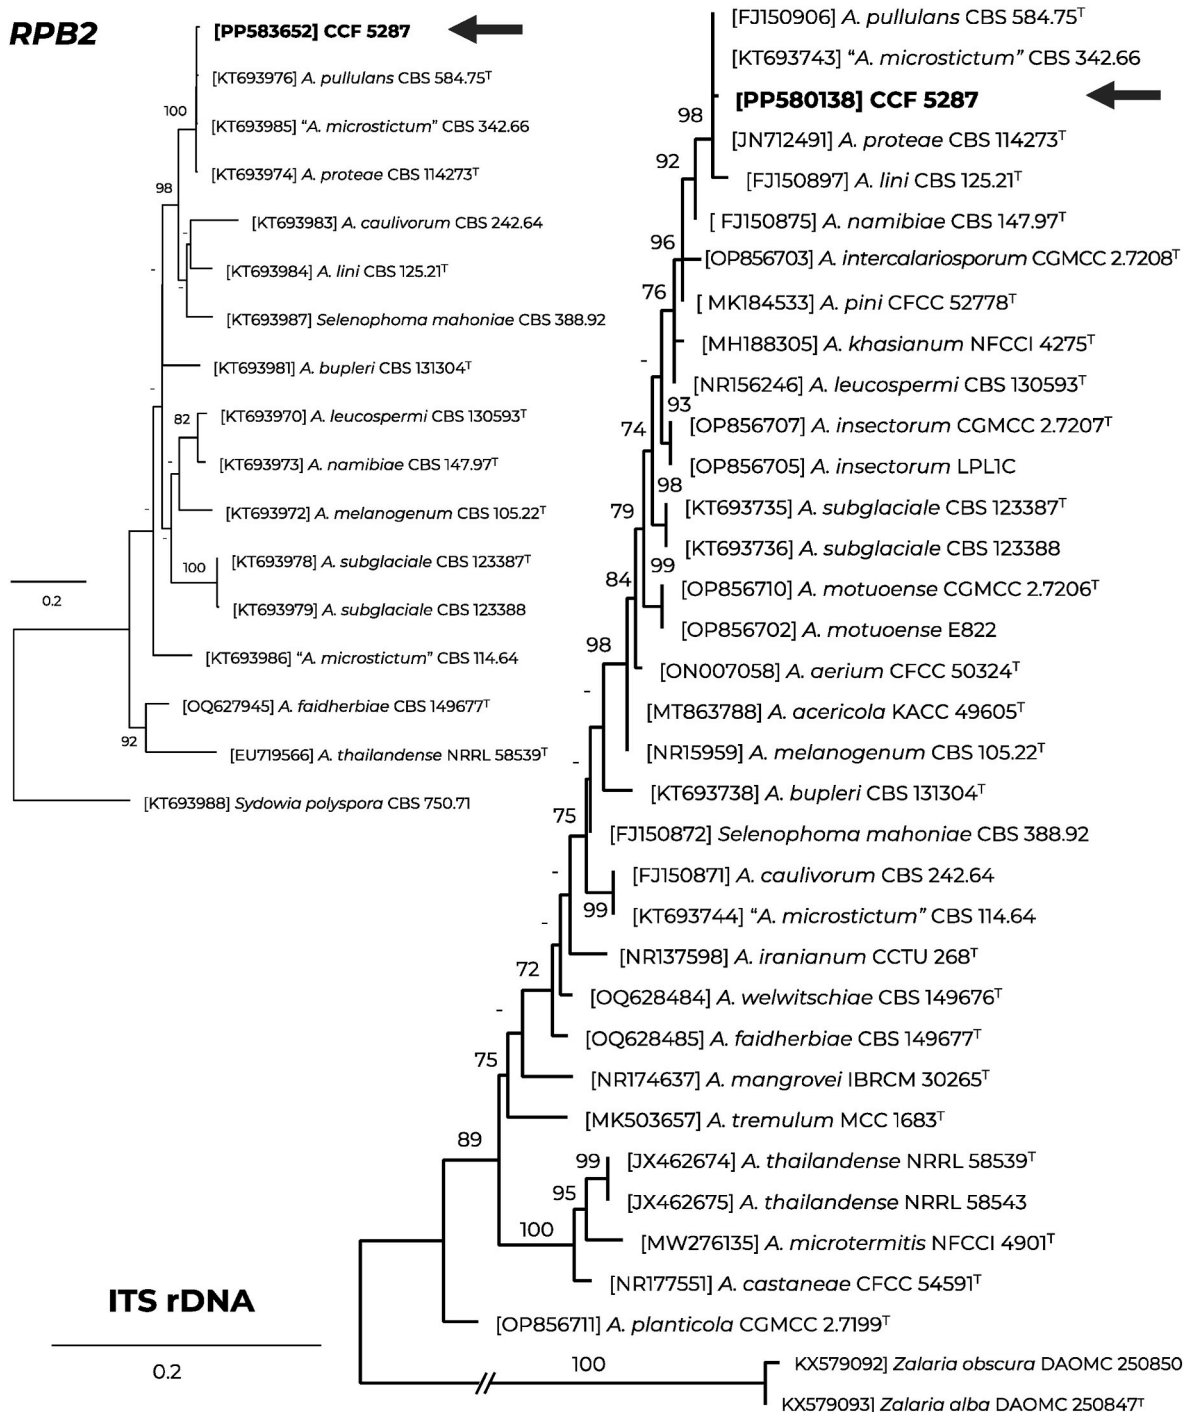 RPB2
[PP583652] CCF 5287
[KT693976] A. pullulans CBS 584.75ᵀ
100
[KT693985] “A. microstictum” CBS 342.66
[KT693974] A. proteae CBS 114273ᵀ
98
[KT693983] A. caulivorum CBS 242.64
-
[KT693984] A. lini CBS 125.21ᵀ
-
-
[KT693987] Selenophoma mahoniae CBS 388.92
[KT693981] A. bupleri CBS 131304ᵀ
-
82
[KT693970] A. leucospermi CBS 130593ᵀ
[KT693973] A. namibiae CBS 147.97ᵀ
-
[KT693972] A. melanogenum CBS 105.22ᵀ
-
-
100
[KT693978] A. subglaciale CBS 123387ᵀ
[KT693979] A. subglaciale CBS 123388
0.2
[KT693986] “A. microstictum” CBS 114.64
[OQ627945] A. faidherbiae CBS 149677ᵀ
92
[EU719566] A. thailandense NRRL 58539ᵀ
[KT693988] Sydowia polyspora CBS 750.71
[FJ150906] A. pullulans CBS 584.75ᵀ
[KT693743] “A. microstictum” CBS 342.66
[PP580138] CCF 5287
98
[JN712491] A. proteae CBS 114273ᵀ
92
[FJ150897] A. lini CBS 125.21ᵀ
[ FJ150875] A. namibiae CBS 147.97ᵀ
96
[OP856703] A. intercalariosporum CGMCC 2.7208ᵀ
76
[ MK184533] A. pini CFCC 52778ᵀ
[MH188305] A. khasianum NFCCI 4275ᵀ
-
[NR156246] A. leucospermi CBS 130593ᵀ
93
74
[OP856707] A. insectorum CGMCC 2.7207ᵀ
[OP856705] A. insectorum LPL1C
98
[KT693735] A. subglaciale CBS 123387ᵀ
79
[KT693736] A. subglaciale CBS 123388
99
84
[OP856710] A. motuoense CGMCC 2.7206ᵀ
[OP856702] A. motuoense E822
98
[ON007058] A. aerium CFCC 50324ᵀ
-
[MT863788] A. acericola KACC 49605ᵀ
[NR15959] A. melanogenum CBS 105.22ᵀ
-
[KT693738] A. bupleri CBS 131304ᵀ
75
[FJ150872] Selenophoma mahoniae CBS 388.92
-
[FJ150871] A. caulivorum CBS 242.64
99
[KT693744] “A. microstictum” CBS 114.64
-
[NR137598] A. iranianum CCTU 268ᵀ
72
[OQ628484] A. welwitschiae CBS 149676ᵀ
-
[OQ628485] A. faidherbiae CBS 149677ᵀ
75
[NR174637] A. mangrovei IBRCM 30265ᵀ
[MK503657] A. tremulum MCC 1683ᵀ
89
99
[JX462674] A. thailandense NRRL 58539ᵀ
95
[JX462675] A. thailandense NRRL 58543
100
[MW276135] A. microtermitis NFCCI 4901ᵀ
[NR177551] A. castaneae CFCC 54591ᵀ
ITS rDNA
[OP856711] A. planticola CGMCC 2.7199ᵀ
0.2
100
KX579092] Zalaria obscura DAOMC 250850
KX579093] Zalaria alba DAOMC 250847ᵀ